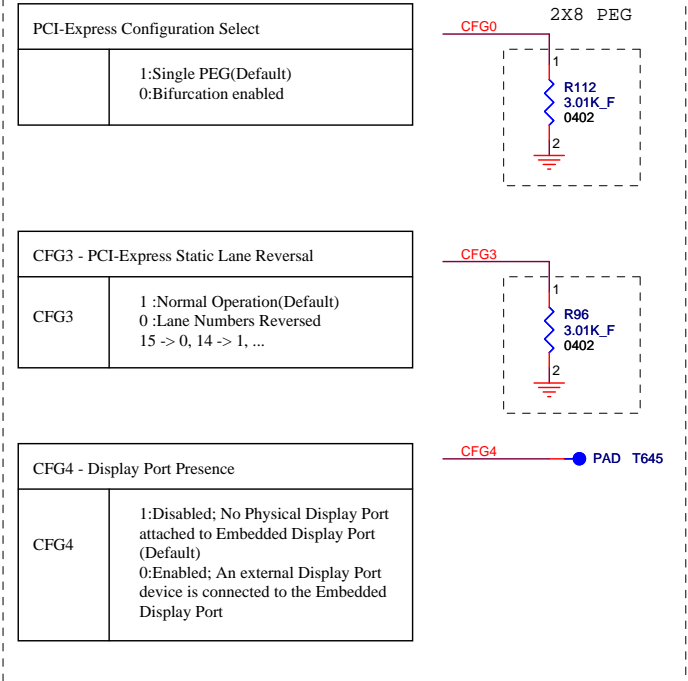 PCI-Express Configuration Select
1:Single PEG(Default)
0:Bifurcation enabled
CFG0
2X8 PEG
1
R112
3.01K_F
0402
2
CFG3 - PCI-Express Static Lane Reversal
CFG3
1 :Normal Operation(Default)
0 :Lane Numbers Reversed
15 -> 0, 14 -> 1, ...
CFG3
1
R96
3.01K_F
0402
2
CFG4 - Display Port Presence
CFG4
1:Disabled; No Physical Display Port
attached to Embedded Display Port
(Default)
0:Enabled; An external Display Port
device is connected to the Embedded
Display Port
CFG4
PAD T645